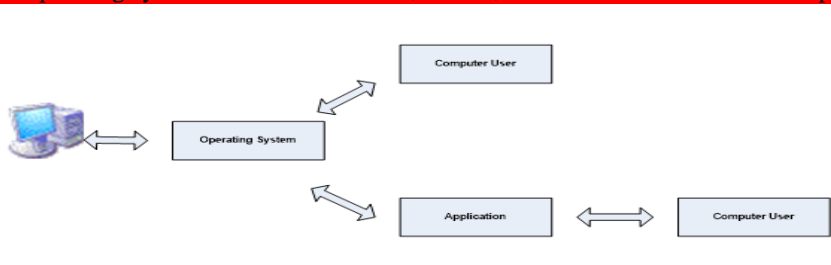 Computer User
Operating System
Application
Computer User